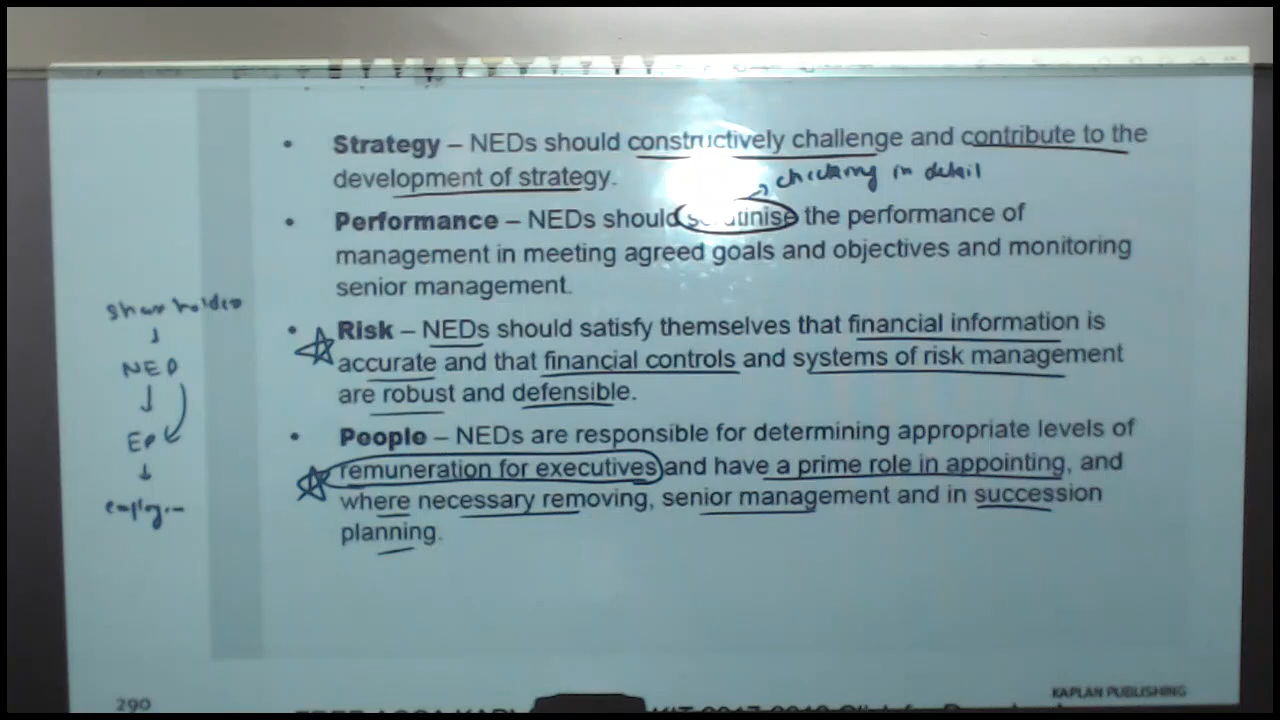 • Strategy – NEDs should constructively challenge and contribute to the
development of strategy.
checking in detail
• Performance – NEDs should scrutinise the performance of
management in meeting agreed goals and objectives and monitoring
senior management.
• Risk – NEDs should satisfy themselves that financial information is
accurate and that financial controls and systems of risk management
are robust and defensible.
• People – NEDs are responsible for determining appropriate levels of
remuneration for executives and have a prime role in appointing, and
where necessary removing, senior management and in succession
planning.
NED
290
KAPLAN PUBLISHING